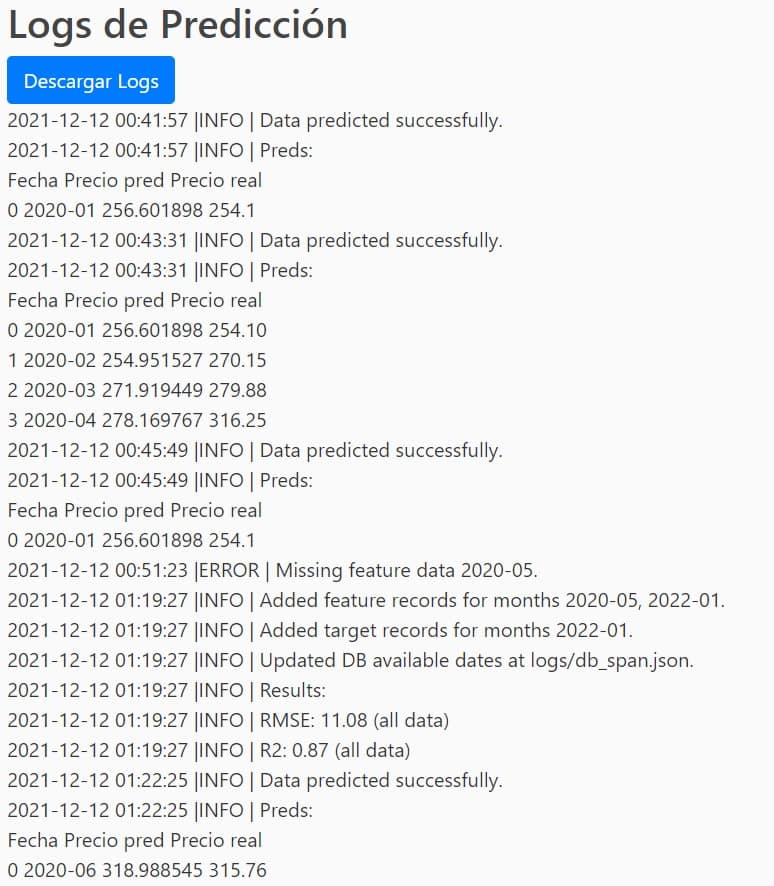 Logs de Predicción
Descargar Logs
2021-12-12 00:41:57 |INFO | Data predicted successfully.
2021-12-12 00:41:57 |INFO | Preds:
Fecha Precio pred Precio real
0 2020-01 256.601898 254.1
2021-12-12 00:43:31 |INFO | Data predicted successfully.
2021-12-12 00:43:31 |INFO | Preds:
Fecha Precio pred Precio real
0 2020-01 256.601898 254.10
1 2020-02 254.951527 270.15
2 2020-03 271.919449 279.88
3 2020-04 278.169767 316.25
2021-12-12 00:45:49 |INFO | Data predicted successfully.
2021-12-12 00:45:49 |INFO | Preds:
Fecha Precio pred Precio real
0 2020-01 256.601898 254.1
2021-12-12 00:51:23 |ERROR | Missing feature data 2020-05.
2021-12-12 01:19:27 |INFO | Added feature records for months 2020-05, 2022-01.
2021-12-12 01:19:27 |INFO | Added target records for months 2022-01.
2021-12-12 01:19:27 |INFO | Updated DB available dates at logs/db_span.json.
2021-12-12 01:19:27 |INFO | Results:
2021-12-12 01:19:27 |INFO | RMSE: 11.08 (all data)
2021-12-12 01:19:27 |INFO | R2: 0.87 (all data)
2021-12-12 01:22:25 |INFO | Data predicted successfully.
2021-12-12 01:22:25 |INFO | Preds:
Fecha Precio pred Precio real
0 2020-06 318.988545 315.76